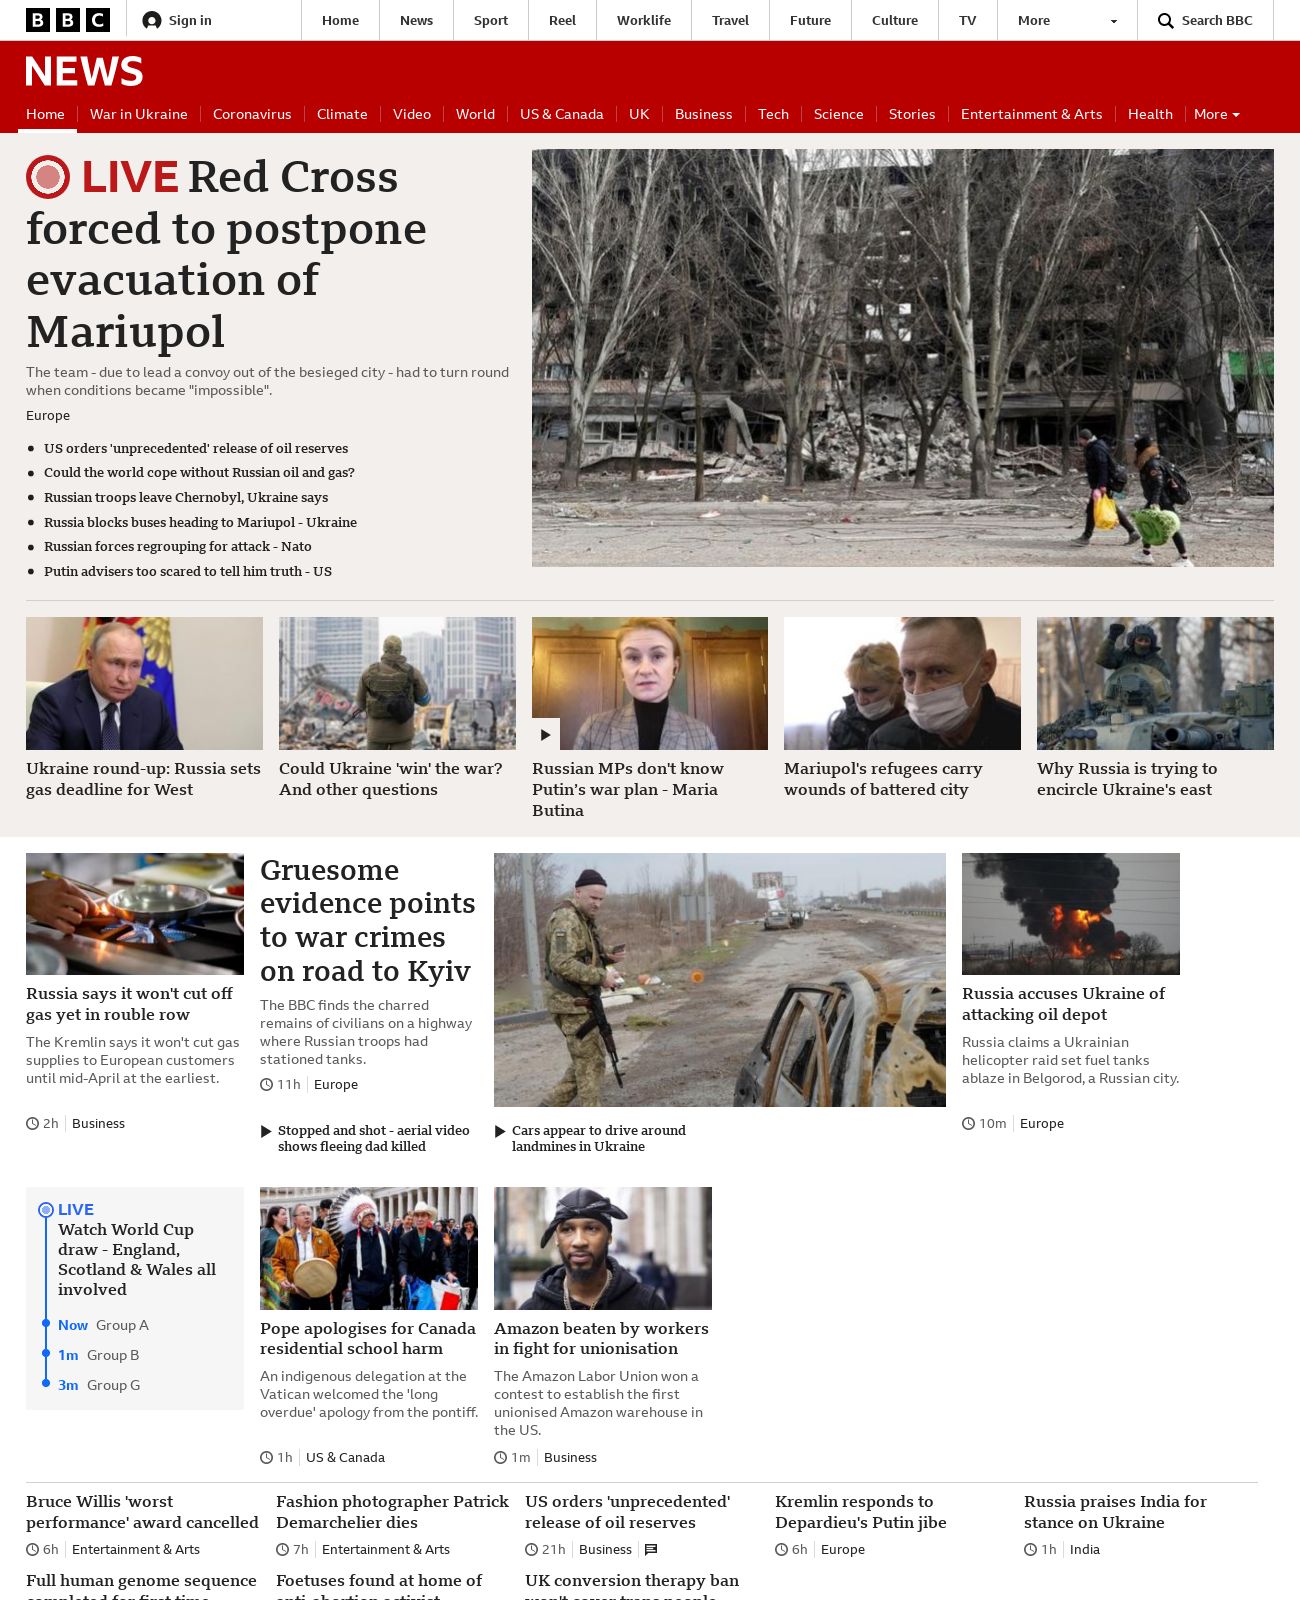 BBC
Sign in
Home
News
Sport
Reel
Worklife
Travel
Future
Culture
TV
More
Search BBC
NEWS
Home
War in Ukraine
Coronavirus
Climate
Video
World
US & Canada
UK
Business
Tech
Science
Stories
Entertainment & Arts
Health
More
LIVE Red Cross
forced to postpone
evacuation of
Mariupol
The team - due to lead a convoy out of the besieged city - had to turn round
when conditions became "impossible".
Europe
US orders 'unprecedented' release of oil reserves
Could the world cope without Russian oil and gas?
Russian troops leave Chernobyl, Ukraine says
Russia blocks buses heading to Mariupol - Ukraine
Russian forces regrouping for attack - Nato
Putin advisers too scared to tell him truth - US
Ukraine round-up: Russia sets
gas deadline for West
Could Ukraine 'win' the war?
And other questions
Russian MPs don't know
Putin’s war plan - Maria
Butina
Mariupol's refugees carry
wounds of battered city
Why Russia is trying to
encircle Ukraine's east
Russia says it won't cut off
gas yet in rouble row
The Kremlin says it won't cut gas
supplies to European customers
until mid-April at the earliest.
2h
Business
Gruesome
evidence points
to war crimes
on road to Kyiv
The BBC finds the charred
remains of civilians on a highway
where Russian troops had
stationed tanks.
11h
Europe
Stopped and shot - aerial video
shows fleeing dad killed
Cars appear to drive around
landmines in Ukraine
Russia accuses Ukraine of
attacking oil depot
Russia claims a Ukrainian
helicopter raid set fuel tanks
ablaze in Belgorod, a Russian city.
10m
Europe
LIVE
Watch World Cup
draw - England,
Scotland & Wales all
involved
Now Group A
1m Group B
3m Group G
Pope apologises for Canada
residential school harm
An indigenous delegation at the
Vatican welcomed the 'long
overdue' apology from the pontiff.
1h
US & Canada
Amazon beaten by workers
in fight for unionisation
The Amazon Labor Union won a
contest to establish the first
unionised Amazon warehouse in
the US.
1m
Business
Bruce Willis 'worst
performance' award cancelled
6h
Entertainment & Arts
Fashion photographer Patrick
Demarchelier dies
7h
Entertainment & Arts
US orders 'unprecedented'
release of oil reserves
21h
Business
Kremlin responds to
Depardieu's Putin jibe
6h
Europe
Russia praises India for
stance on Ukraine
1h
India
Full human genome sequence
completed for first time
Foetuses found at home of
anti-abortion activist
UK conversion therapy ban
won't cover trans people